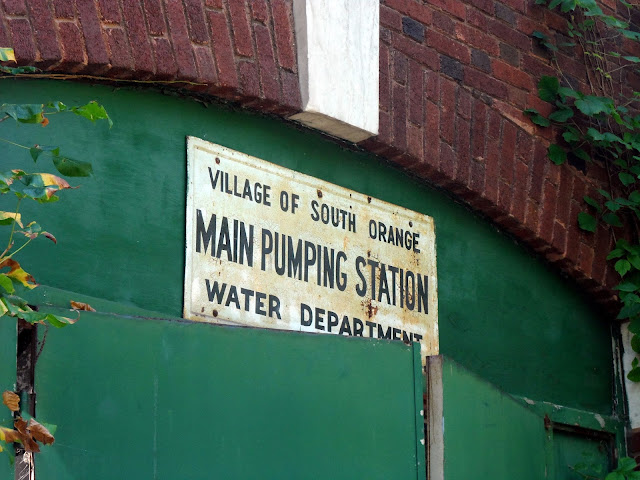 VILLAGE OF SOUTH ORANGE
MAIN PUMPING STATION
WATER DEPARTMENT